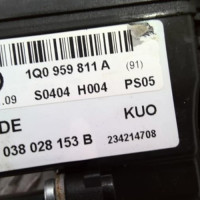 1Q0 959 811 A (91)
.09 S0404 H004 PS05
DE KUO
038 028 153 B 234214708